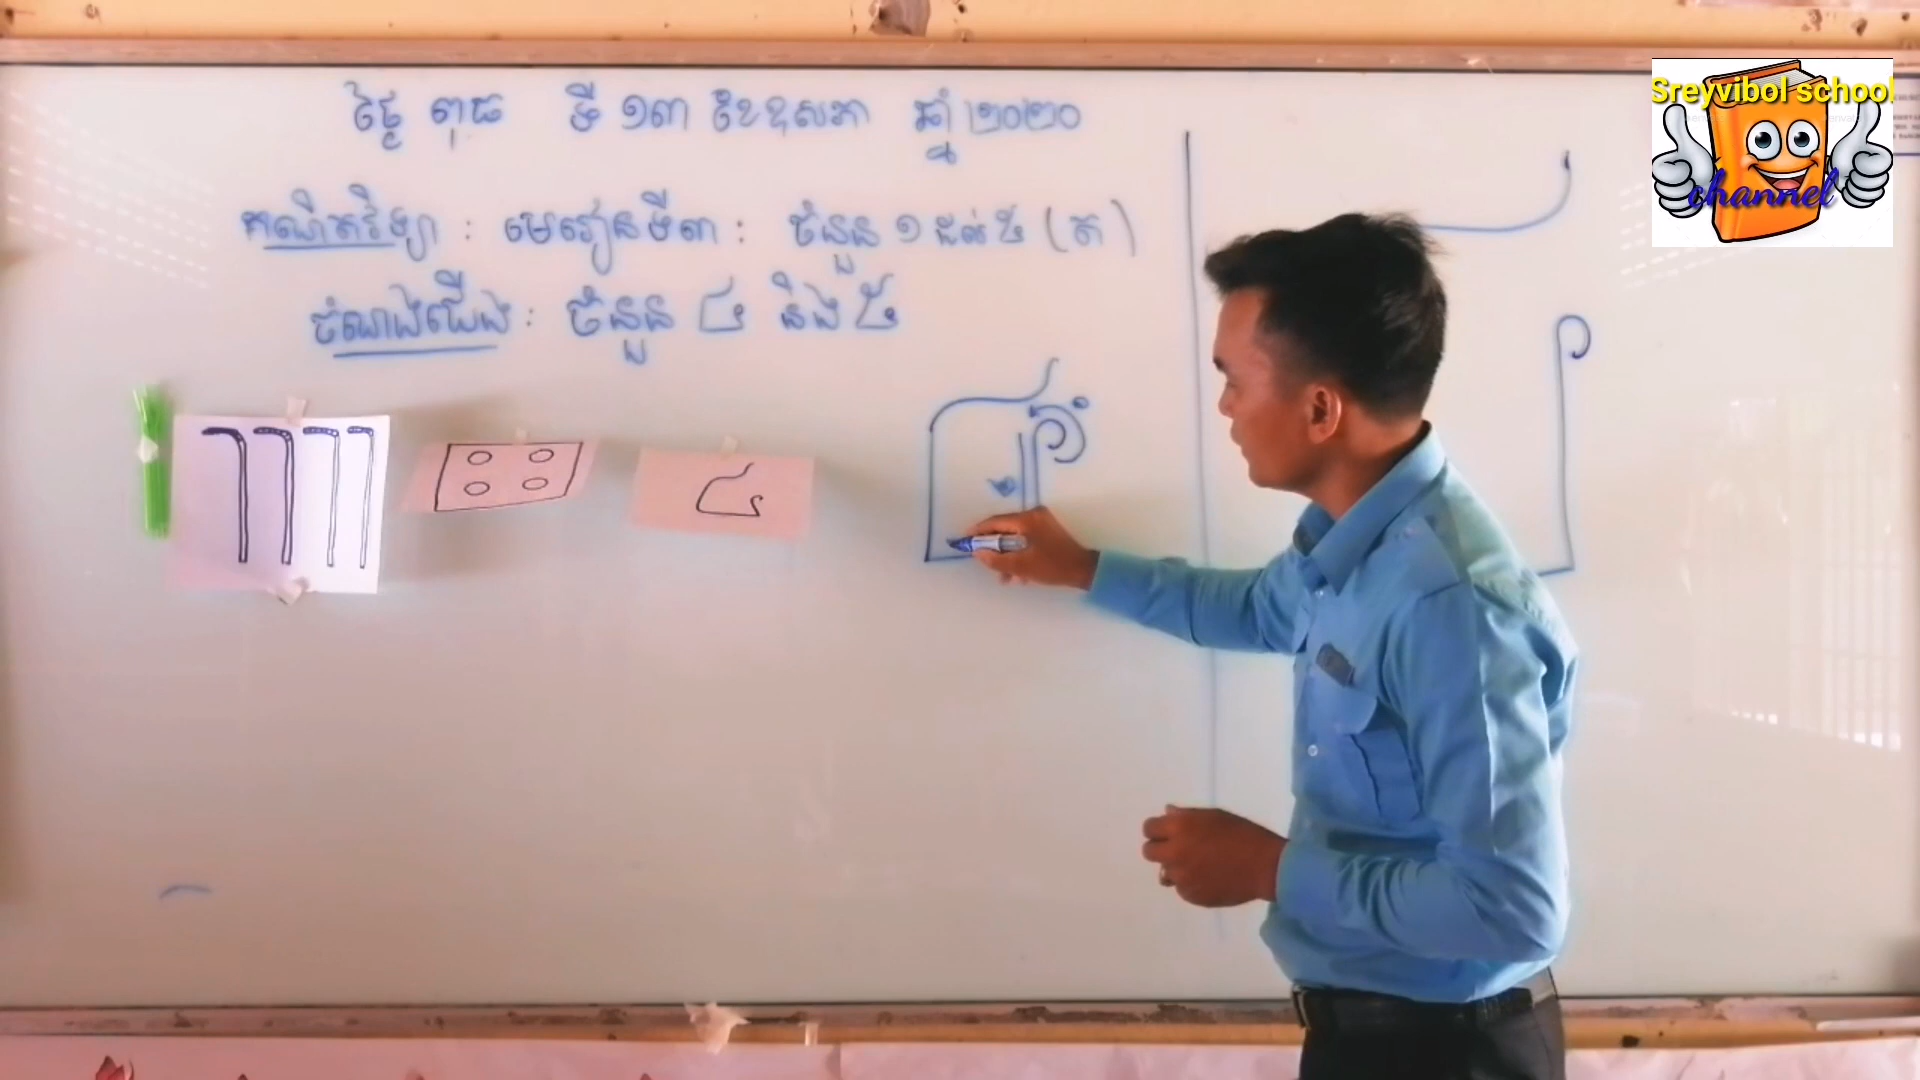 ថ្ងៃ ពុធ ទី ១៣ ខែឧសភា ឆ្នាំ ២០២០
គណិតវិទ្យា : មេរៀនទី៣ : ចំនួន ១ ដល់ ៥ (ត)
ចំណងជើង : ចំនួន ៤ និង ៥
៤
៤
Sreyvibol school
channel